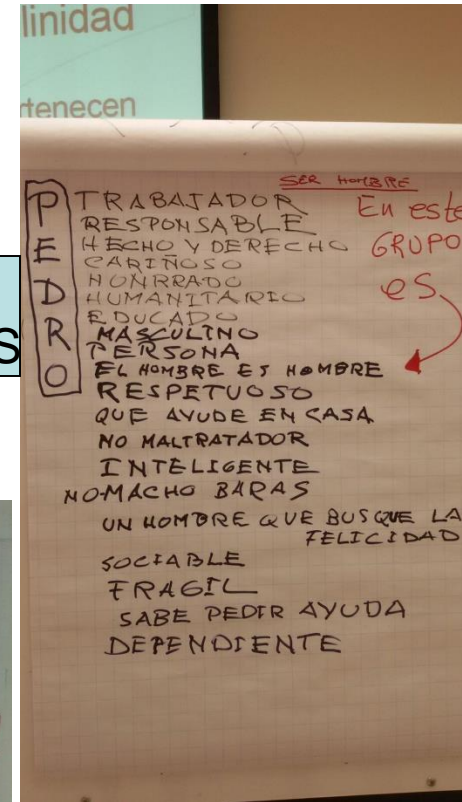 linidad
tenecen
S
SER HOMBRE
En este
GRUPO
es
PEDRO
TRABAJADOR
RESPONSABLE
HECHO Y DERECHO
CARIÑOSO
HONRRADO
HUMANITARIO
EDUCADO
MASCULINO
PERSONA
EL HOMBRE ES HOMBRE
RESPETUOSO
QUE AYUDE EN CASA
NO MALTRATADOR
INTELIGENTE
NO-MACHO BARAS
UN HOMBRE QUE BUSQUE LA
FELICIDAD
SOCIABLE
FRAGIL
SABE PEDIR AYUDA
DEPENDIENTE